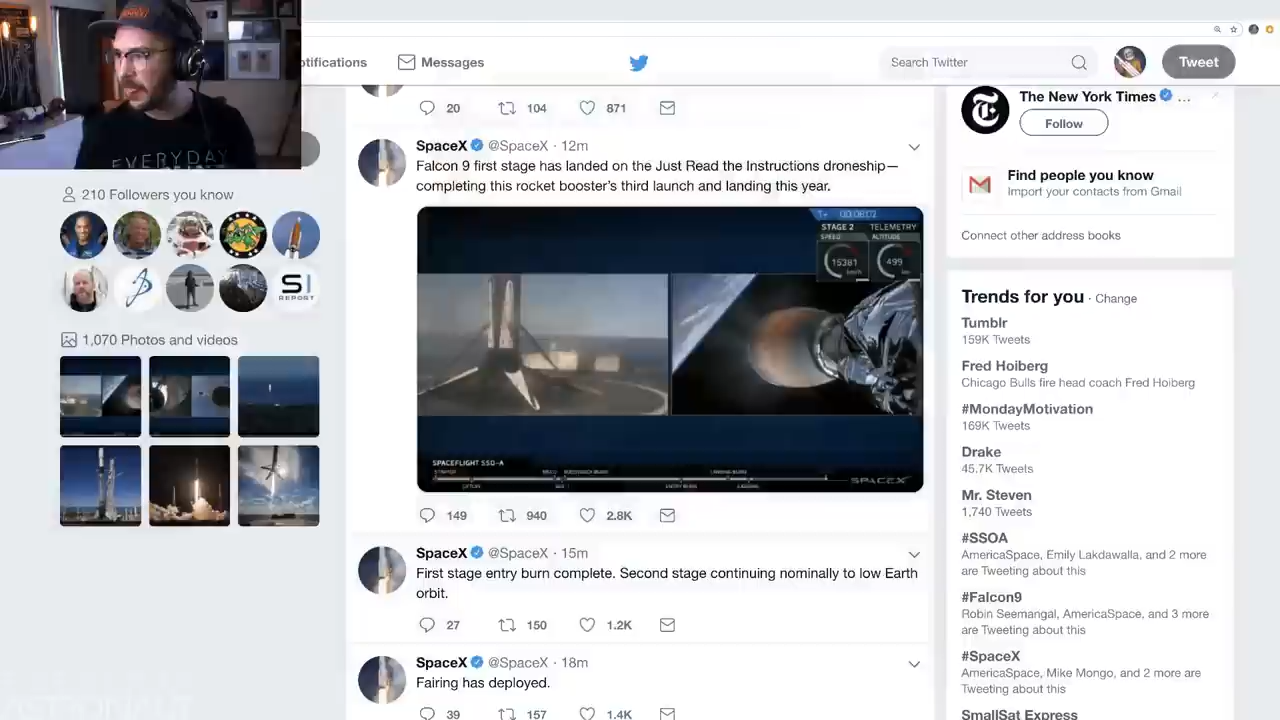 EVERYDAY
otifications
Messages
Search Twitter
Tweet
210 Followers you know
SI
REPORT
1,070 Photos and videos
20 104 871
SpaceX @SpaceX · 12m
Falcon 9 first stage has landed on the Just Read the Instructions droneship—
completing this rocket booster's third launch and landing this year.
T+ 00:08:02
STAGE 2 TELEMETRY
SPEED ALTITUDE
15381 499
km/h km
SPACEFLIGHT SSO-A
SPACEX
149 940 2.8K
SpaceX @SpaceX · 15m
First stage entry burn complete. Second stage continuing nominally to low Earth
orbit.
27 150 1.2K
SpaceX @SpaceX · 18m
Fairing has deployed.
39 157 1.4K
The New York Times ...
Follow
Find people you know
Import your contacts from Gmail
Connect other address books
Trends for you · Change
Tumblr
159K Tweets
Fred Hoiberg
Chicago Bulls fire head coach Fred Hoiberg
#MondayMotivation
169K Tweets
Drake
45.7K Tweets
Mr. Steven
1,740 Tweets
#SSOA
AmericaSpace, Emily Lakdawalla, and 2 more
are Tweeting about this
#Falcon9
Robin Seemangal, AmericaSpace, and 3 more
are Tweeting about this
#SpaceX
AmericaSpace, Mike Mongo, and 2 more are
Tweeting about this
SmallSat Express